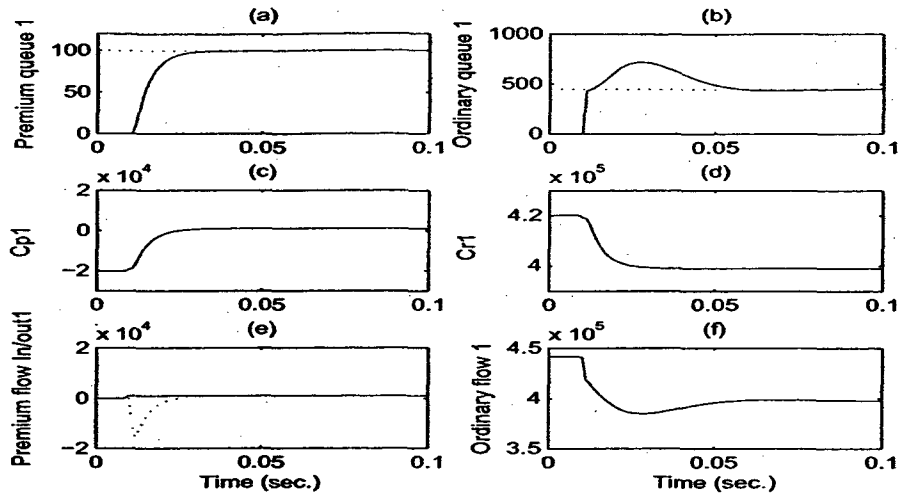 (a)
Premium queue 1
100
50
0
0
0.05
0.1
(b)
Ordinary queue 1
1000
500
0
0
0.05
0.1
(c)
× 10^4
Cp1
2
0
−2
0
0.05
0.1
(d)
× 10^5
Cr1
4.2
4
0
0.05
0.1
(e)
× 10^4
Premium flow In/out1
2
0
−2
0
0.05
0.1
Time (sec.)
(f)
× 10^5
Ordinary flow 1
4.5
4
3.5
0
0.05
0.1
Time (sec.)